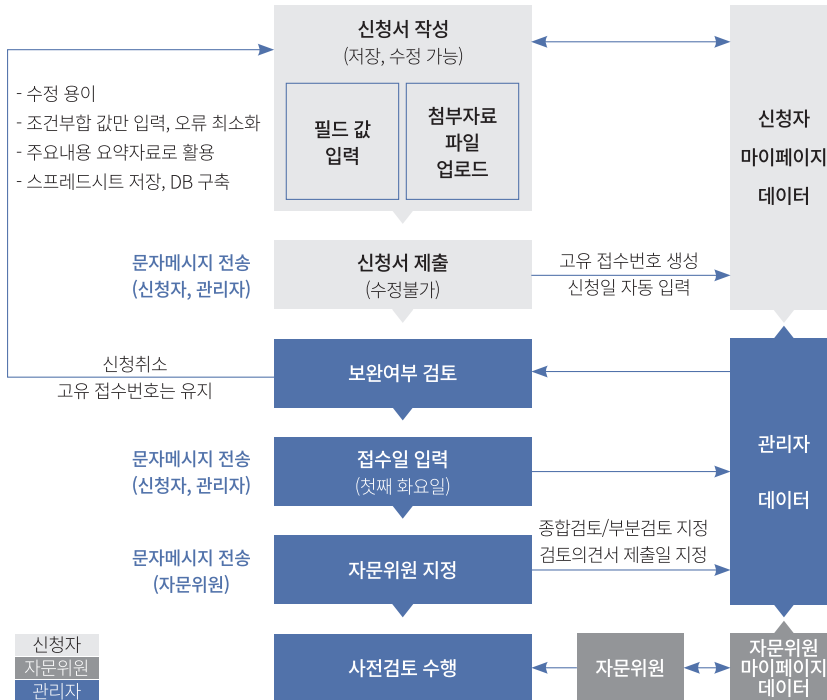 신청서 작성
(저장, 수정 가능)
필드 값
입력
첨부자료
파일
업로드
신청자
마이페이지
데이터
- 수정 용이
- 조건부합 값만 입력, 오류 최소화
- 주요내용 요약자료로 활용
- 스프레드시트 저장, DB 구축
문자메시지 전송
(신청자, 관리자)
신청서 제출
(수정불가)
고유 접수번호 생성
신청일 자동 입력
신청취소
고유 접수번호는 유지
보완여부 검토
관리자
데이터
문자메시지 전송
(신청자, 관리자)
접수일 입력
(첫째 화요일)
문자메시지 전송
(자문위원)
자문위원 지정
종합검토/부분검토 지정
검토의견서 제출일 지정
신청자
자문위원
관리자
사전검토 수행
자문위원
자문위원
마이페이지
데이터